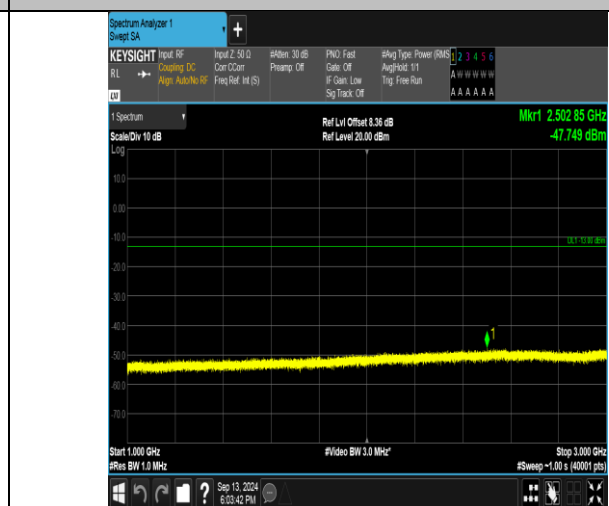 Spectrum Analyzer 1
Swept SA
+
KEYSIGHT Input: RF Input Z: 50 Ω #Atten: 30 dB PNO: Fast #Avg Type: Power (RMS 1 2 3 4 5 6
RL Coupling: DC Corr CCorr Preamp: Off Gate: Off Avg|Hold: 1/1 A W W W W W
Align: Auto/No RF Freq Ref: Int (S) IF Gain: Low Trig: Free Run A A A A A A
LXI Sig Track: Off
1 Spectrum Ref Lvl Offset 8.36 dB Mkr1 2.502 85 GHz
Scale/Div 10 dB Ref Level 20.00 dBm -47.749 dBm
Log
10.0
0.00
-10.0
DL1 -13.00 dBm
-20.0
-30.0
-40.0
1
-50.0
-60.0
-70.0
Start 1.000 GHz #Video BW 3.0 MHz* Stop 3.000 GHz
#Res BW 1.0 MHz #Sweep ~1.00 s (40001 pts)
? Sep 13, 2024
6:03:42 PM